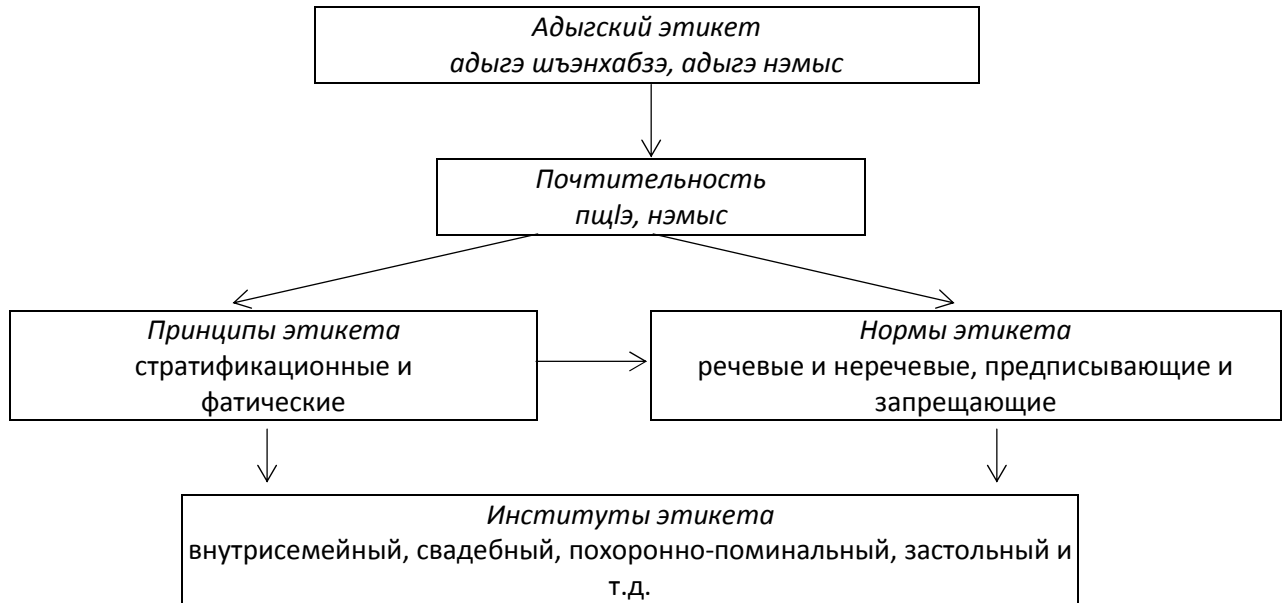 Адыгский этикет
адыгэ шъэнхабзэ, адыгэ нэмыс
Почтительность
пщlэ, нэмыс
Принципы этикета
стратификационные и
фатические
Нормы этикета
речевые и неречевые, предписывающие и
запрещающие
Институты этикета
внутрисемейный, свадебный, похоронно-поминальный, застольный и
т.д.